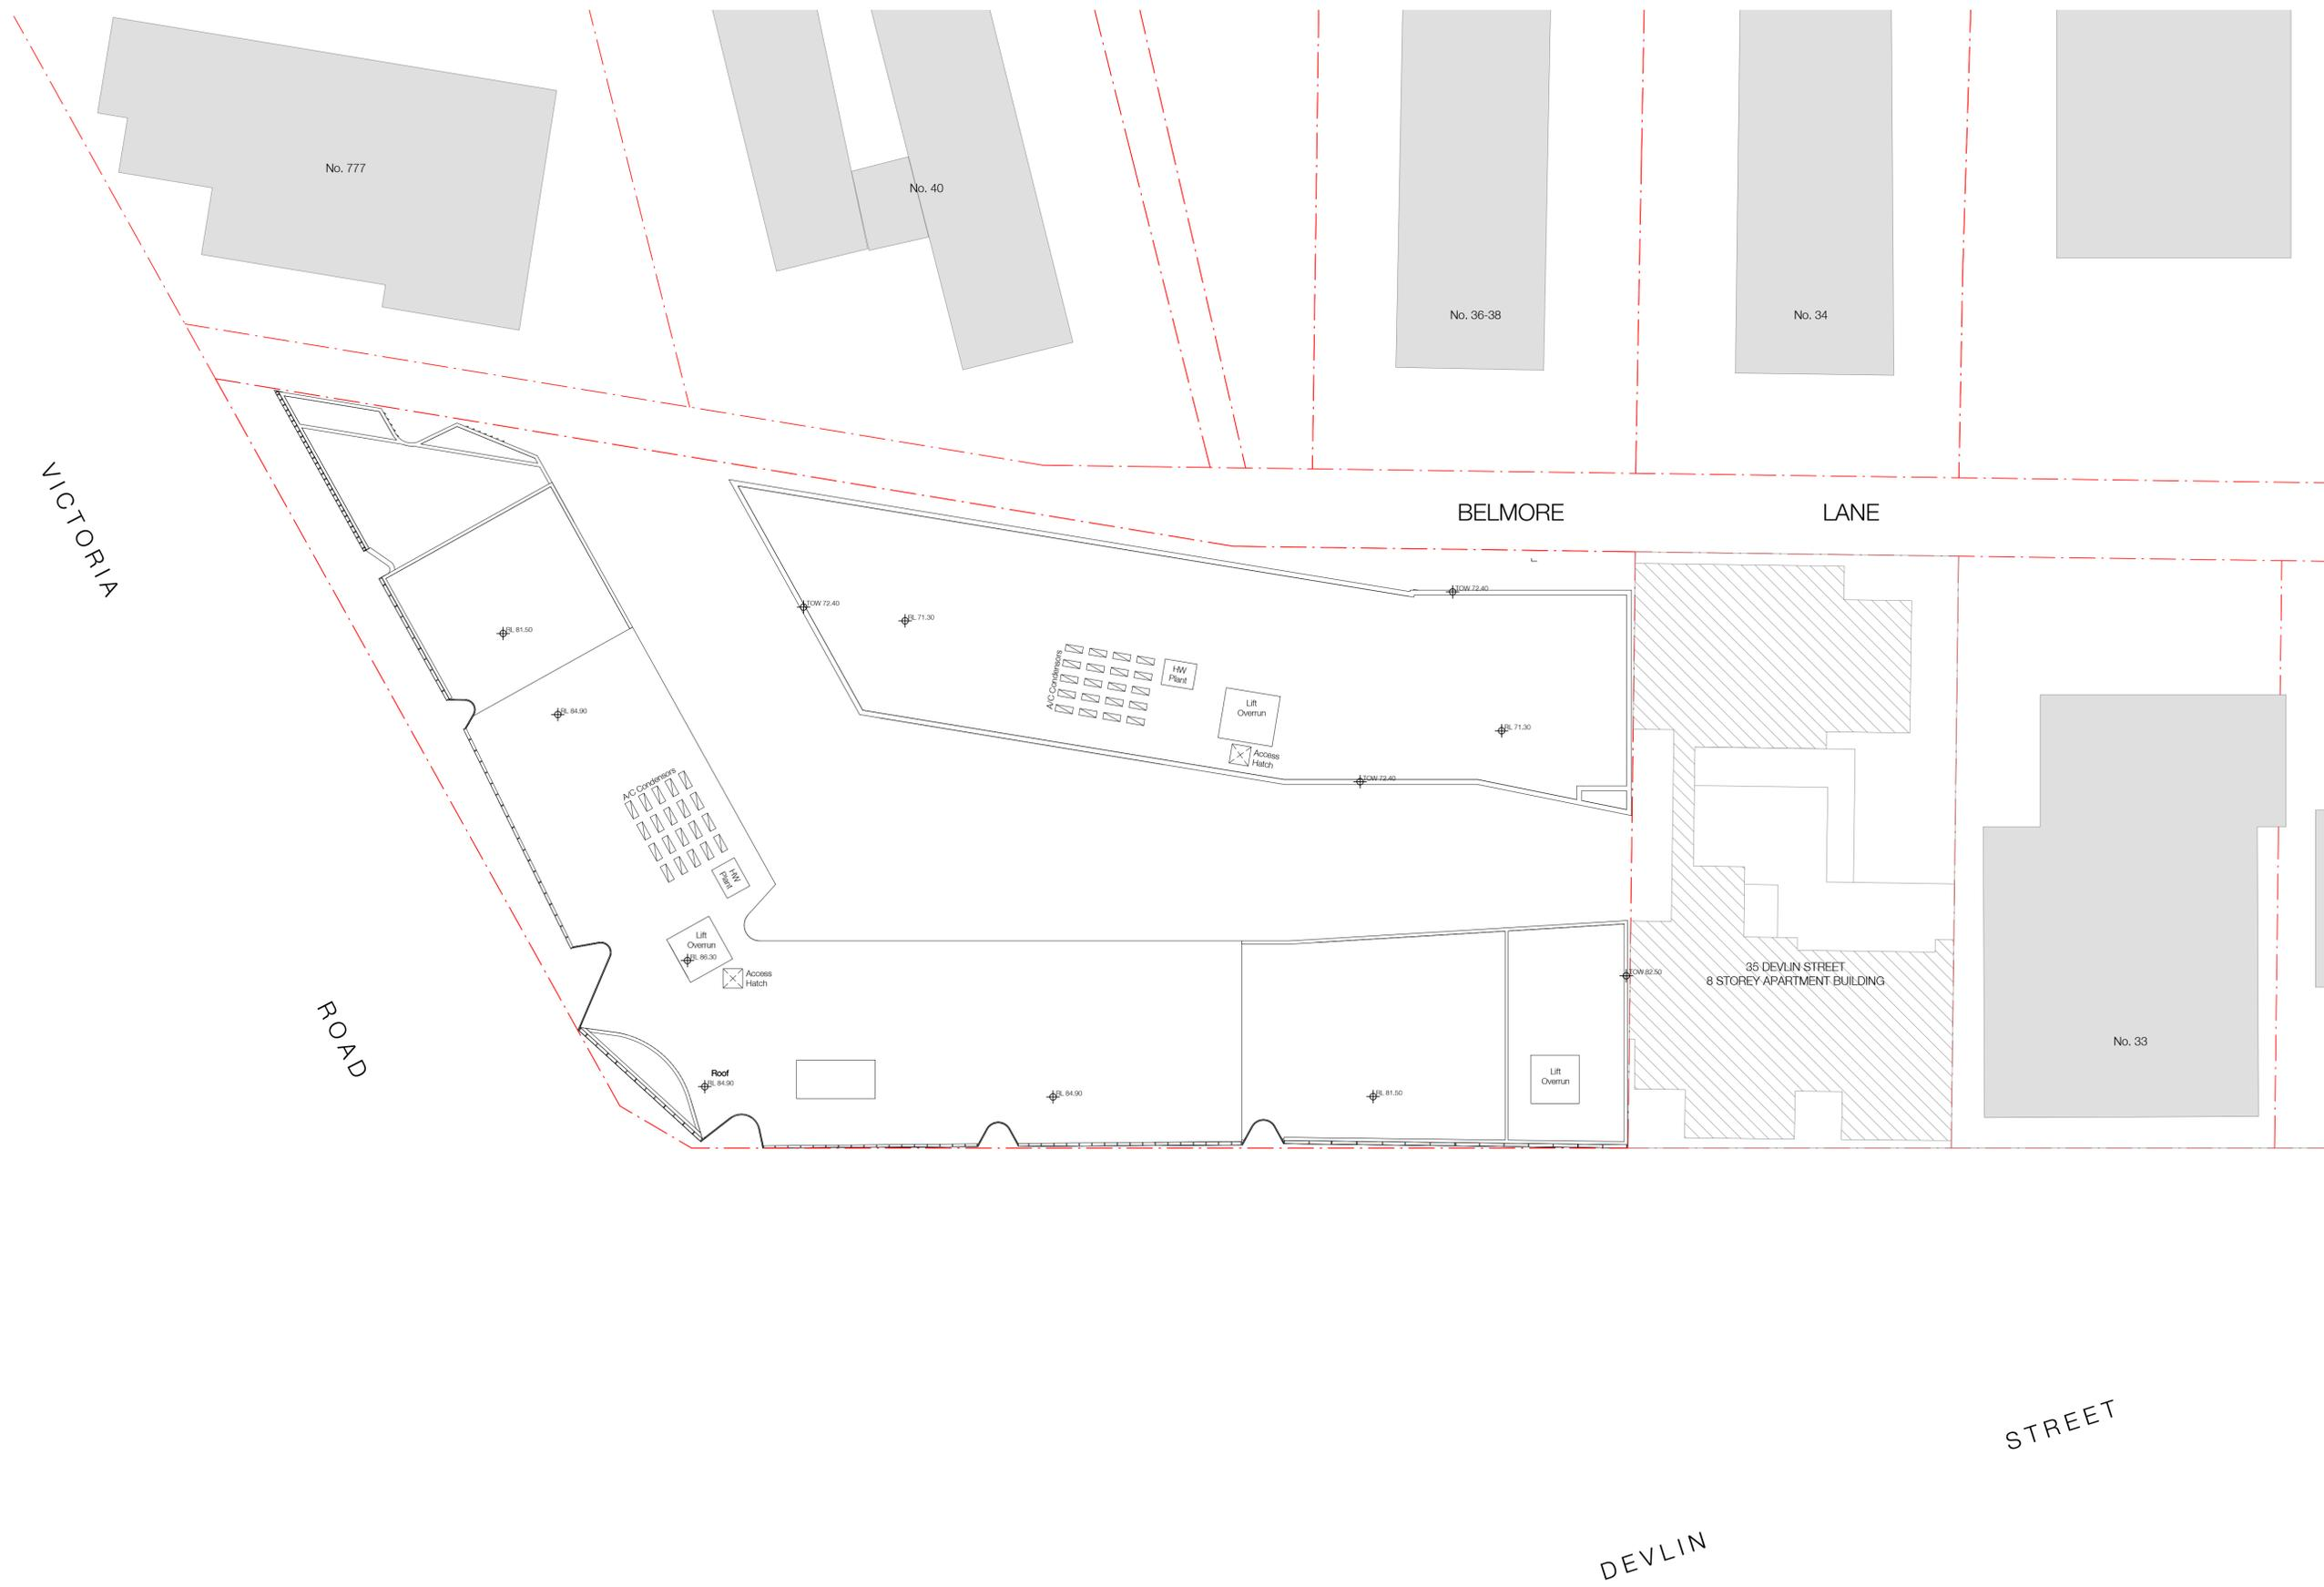 No. 777
No. 40
No. 36-38
No. 34
BELMORE LANE
VICTORIA
ROAD
TOW 72.40
RL 71.30
TOW 72.40
RL 81.50
RL 84.90
A/C Condensors
HW
Plant
Lift
Overrun
Access
Hatch
RL 71.30
TOW 72.40
A/C Condensors
HW
Plant
Lift
Overrun
RL 86.30
Access
Hatch
TOW 82.50
35 DEVLIN STREET
8 STOREY APARTMENT BUILDING
No. 33
Roof
RL 84.90
RL 84.90
RL 81.50
Lift
Overrun
STREET
DEVLIN